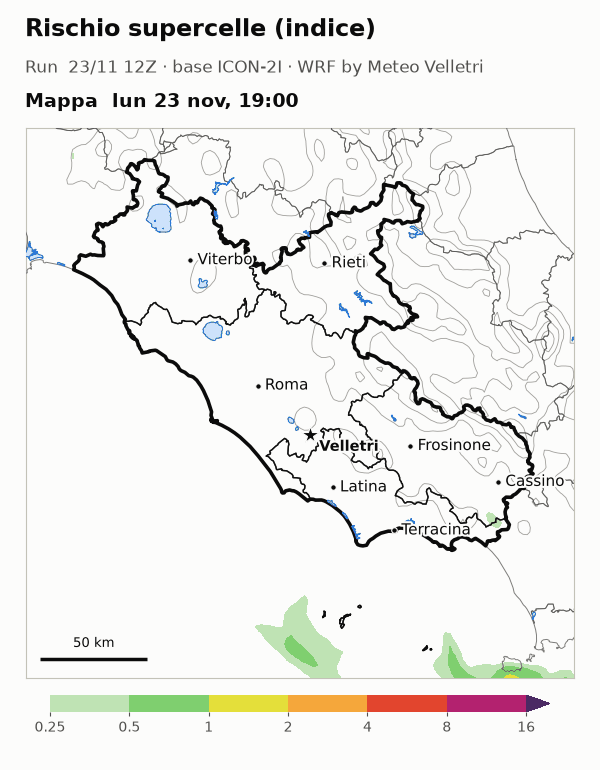 Rischio supercelle (indice)
Run 23/11 12Z · base ICON-2I · WRF by Meteo Velletri
Mappa lun 23 nov, 19:00
Viterbo
Rieti
Roma
Velletri
Frosinone
Latina
Cassino
Terracina
50 km
0.25 0.5 1 2 4 8 16